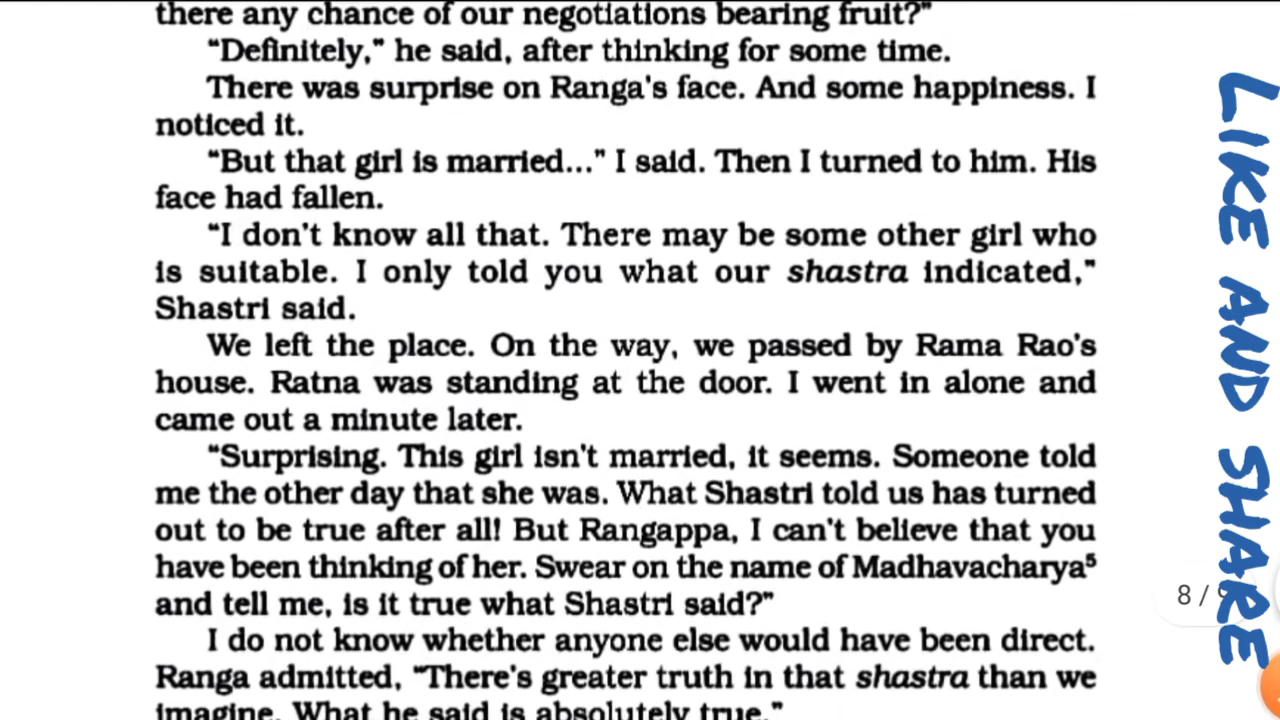 there any chance of our negotiations bearing fruit?"
"Definitely," he said, after thinking for some time.
There was surprise on Ranga's face. And some happiness. I
noticed it.
"But that girl is married..." I said. Then I turned to him. His
face had fallen.
"I don't know all that. There may be some other girl who
is suitable. I only told you what our shastra indicated,"
Shastri said.
We left the place. On the way, we passed by Rama Rao's
house. Ratna was standing at the door. I went in alone and
came out a minute later.
"Surprising. This girl isn't married, it seems. Someone told
me the other day that she was. What Shastri told us has turned
out to be true after all! But Rangappa, I can't believe that you
have been thinking of her. Swear on the name of Madhavacharya⁵
and tell me, is it true what Shastri said?"
I do not know whether anyone else would have been direct.
Ranga admitted, "There's greater truth in that shastra than we
imagine. What he said is absolutely true."
LIKE AND SHARE
8 /